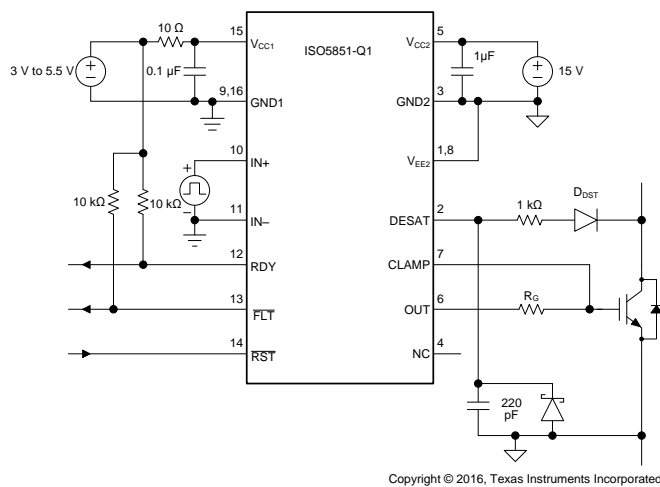 10 Ω
15
VCC1
ISO5851-Q1
VCC2
5
3 V to 5.5 V
+
−
0.1 µF
1µF
+
−
15 V
9,16
GND1
GND2
3
10
IN+
VEE2
1,8
+
−
10 kΩ
10 kΩ
11
IN–
DESAT
2
1 kΩ
DDST
12
RDY
CLAMP
7
13
FLT
OUT
6
RG
14
RST
NC
4
220
pF
Copyright © 2016, Texas Instruments Incorporated